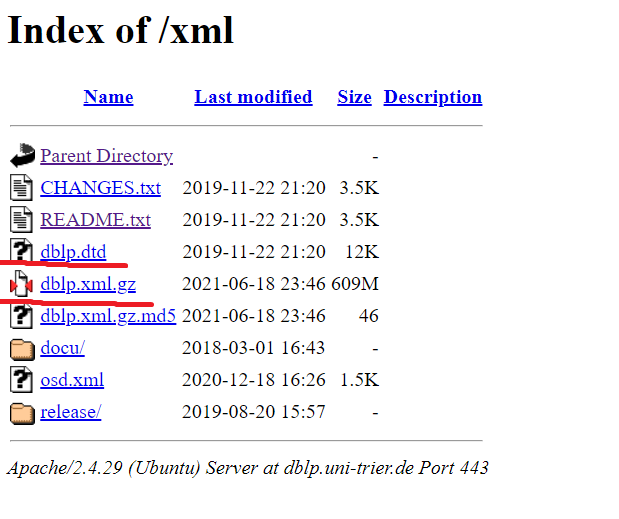 Index of /xml
Name Last modified Size Description
Parent Directory -
CHANGES.txt 2019-11-22 21:20 3.5K
README.txt 2019-11-22 21:20 3.5K
dblp.dtd 2019-11-22 21:20 12K
dblp.xml.gz 2021-06-18 23:46 609M
dblp.xml.gz.md5 2021-06-18 23:46 46
docu/ 2018-03-01 16:43 -
osd.xml 2020-12-18 16:26 1.5K
release/ 2019-08-20 15:57 -
Apache/2.4.29 (Ubuntu) Server at dblp.uni-trier.de Port 443